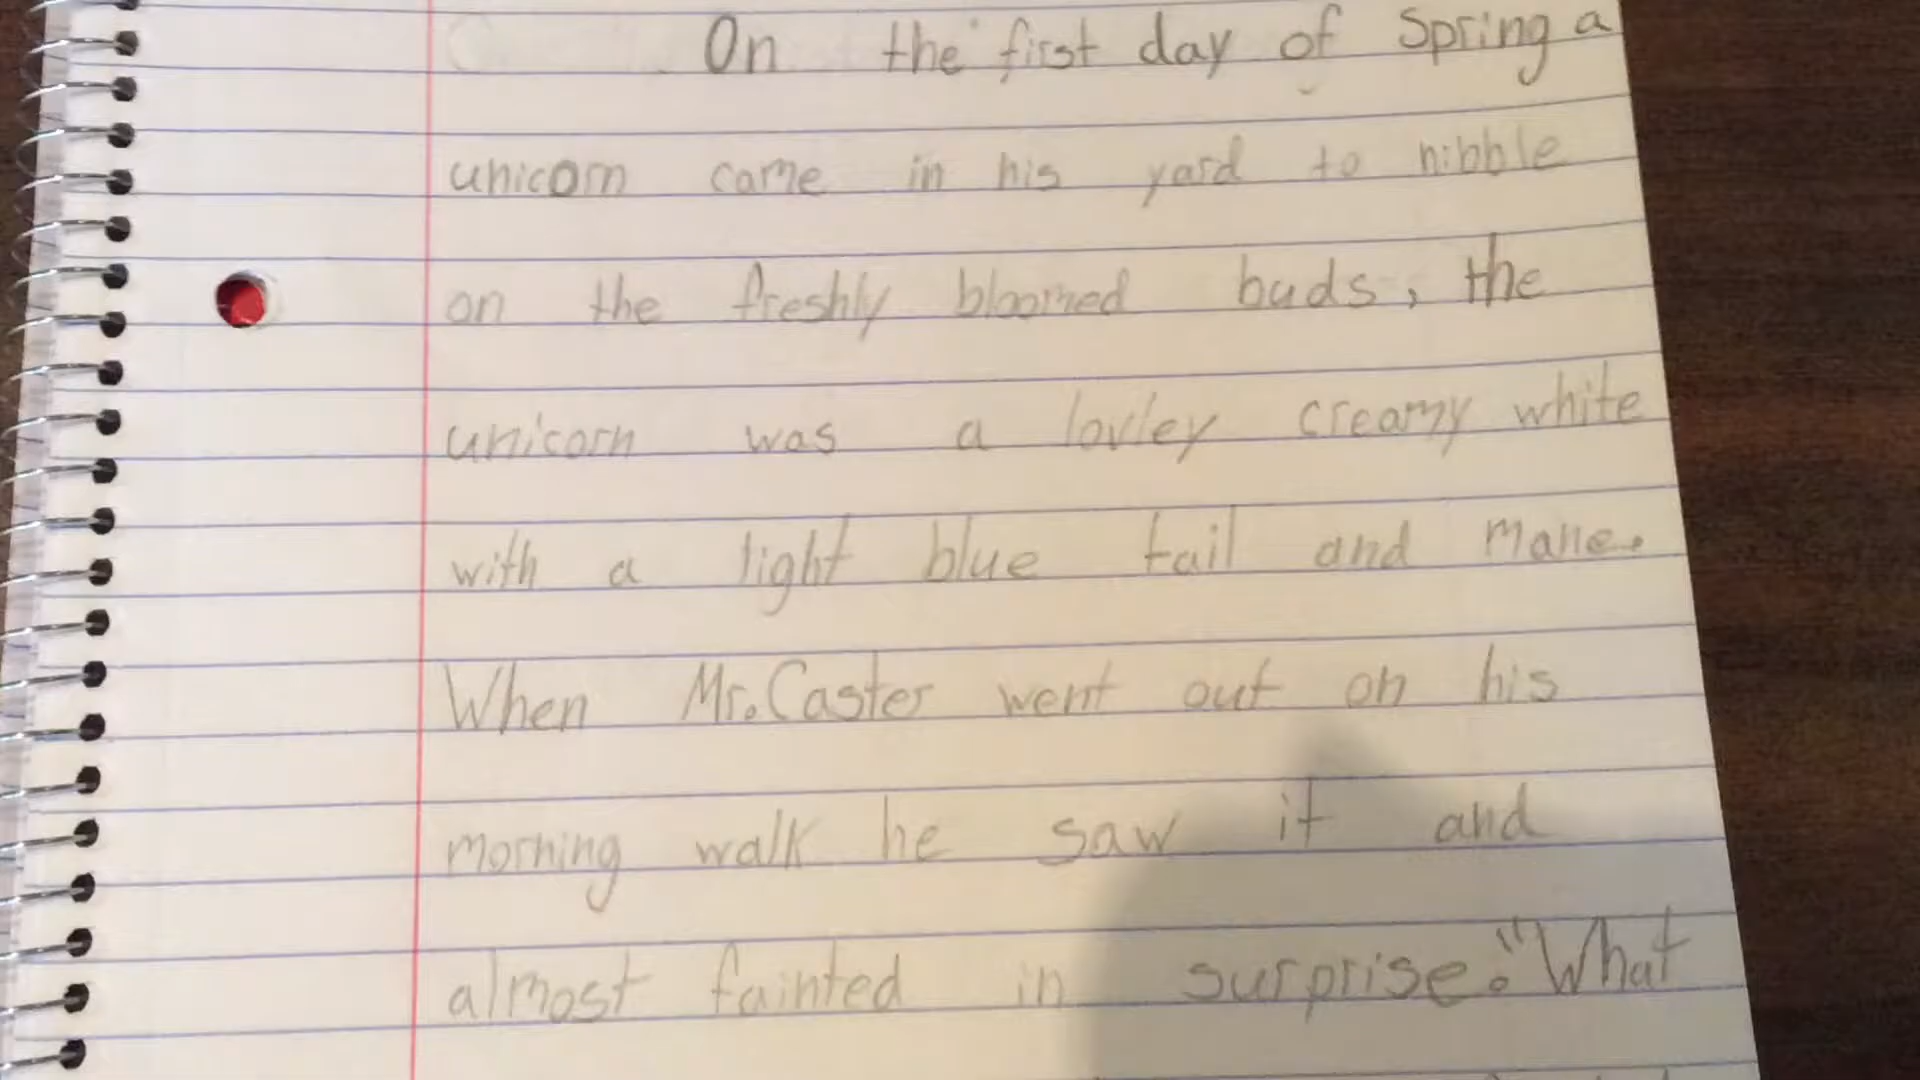 On the first day of Spring a
unicorn came in his yard to nibble
on the freshly bloomed buds, the
unicorn was a lovley creamy white
with a light blue tail and mane.
When Mr. Caster went out on his
morning walk he saw it and
almost fainted in surprise. "What